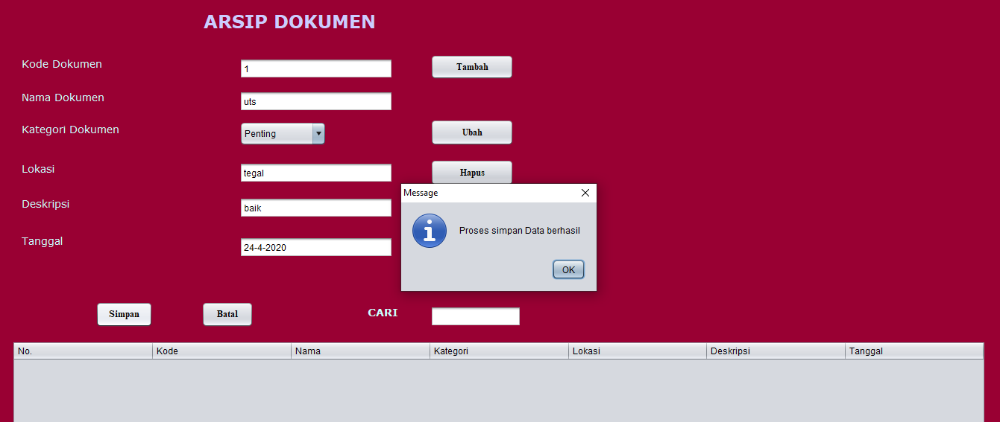 ARSIP DOKUMEN
Kode Dokumen
1
Tambah
Nama Dokumen
uts
Kategori Dokumen
Penting
Ubah
Lokasi
tegal
Hapus
Deskripsi
baik
Tanggal
24-4-2020
Message
Proses simpan Data berhasil
OK
Simpan
Batal
CARI
No. Kode Nama Kategori Lokasi Deskripsi Tanggal